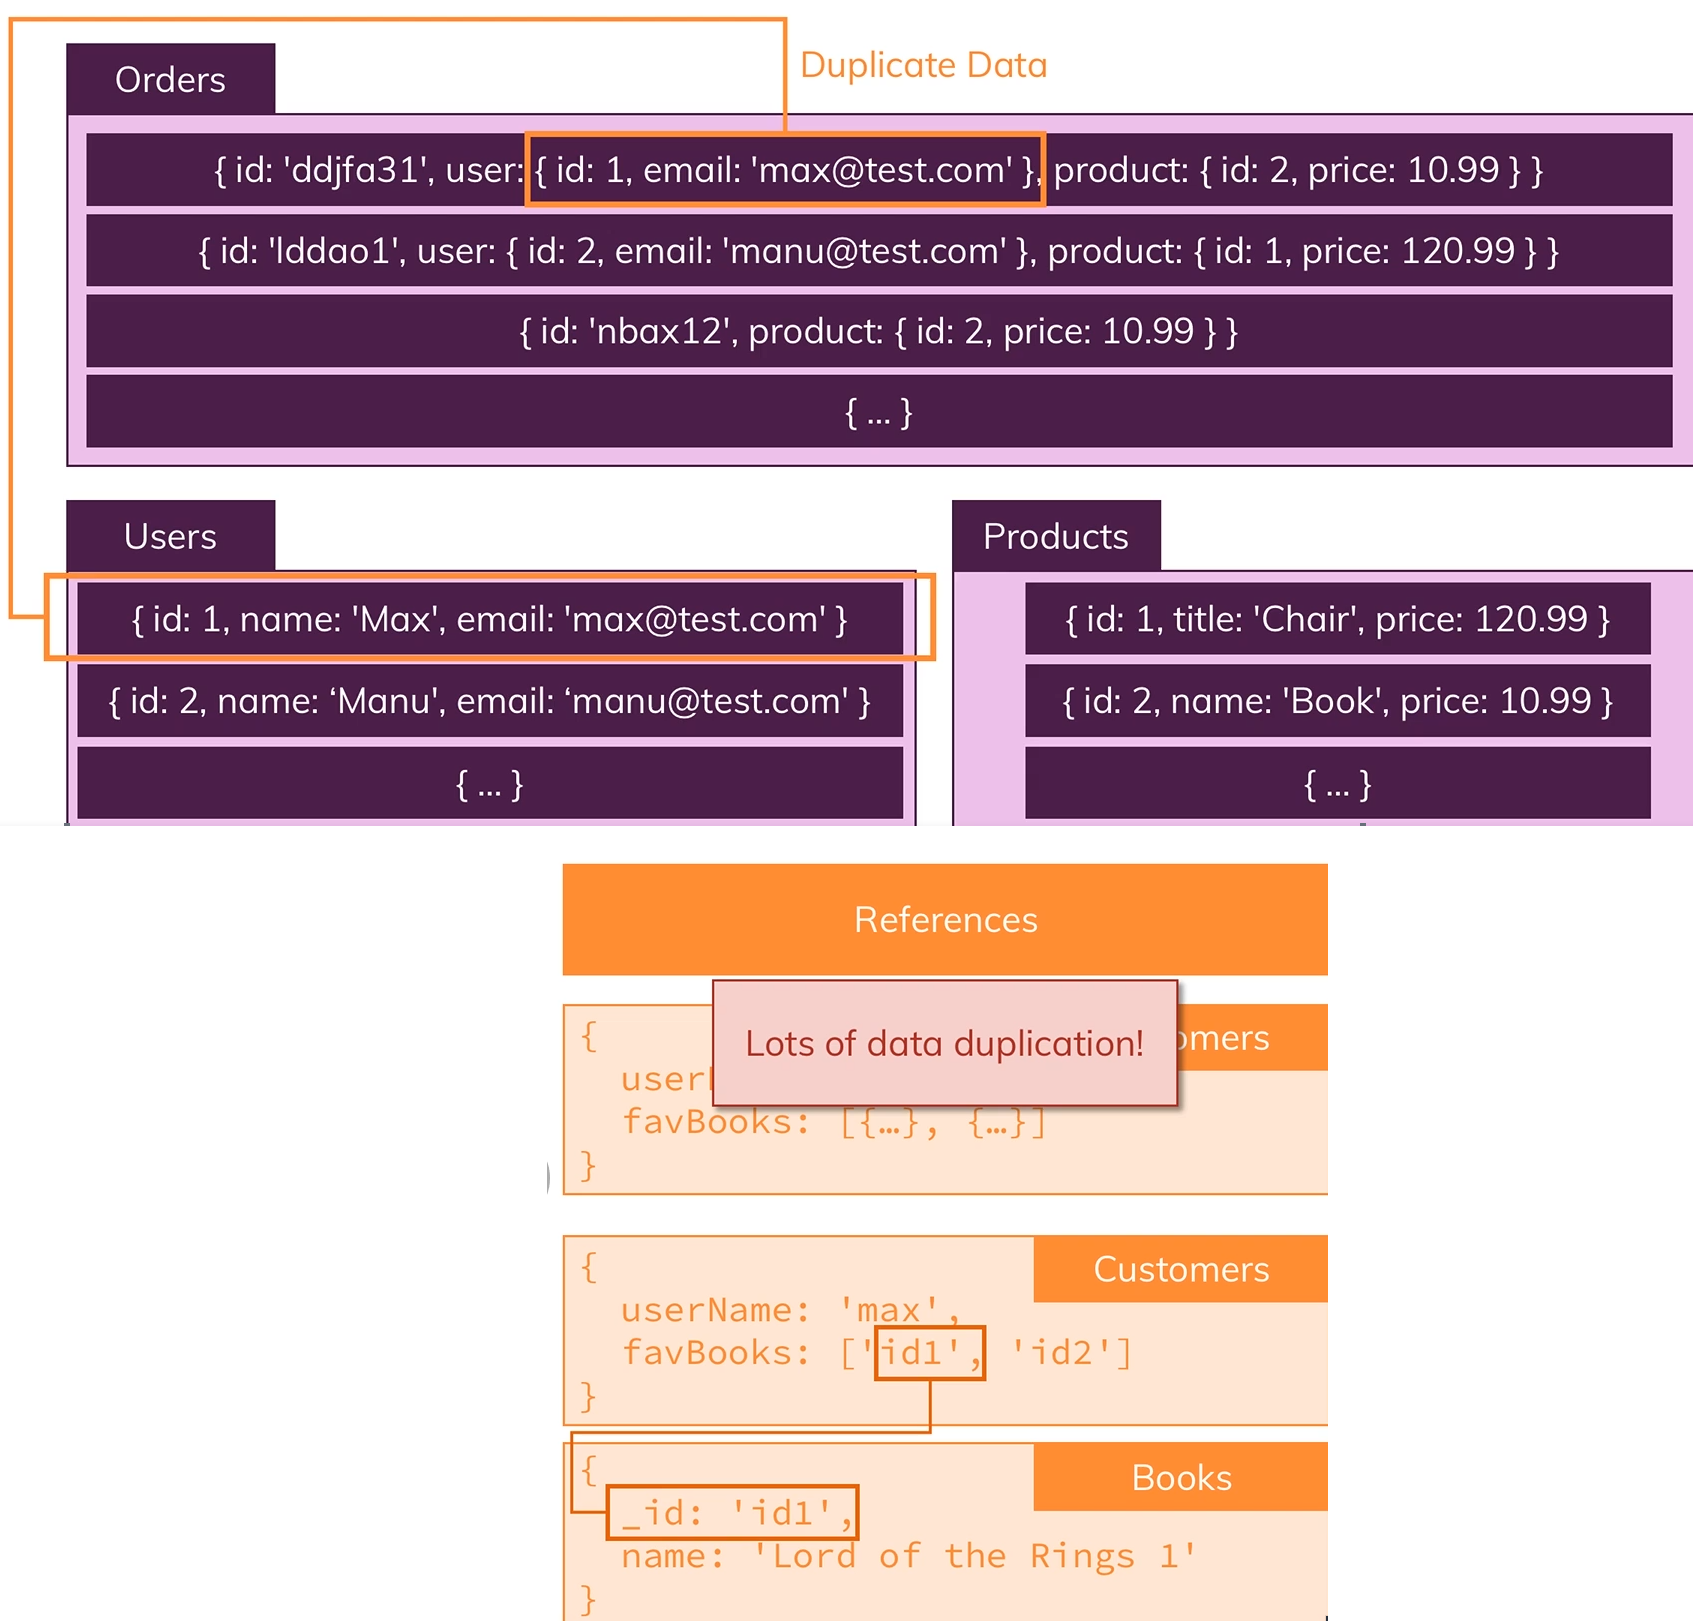 Duplicate Data
Orders
{ id: 'ddjfa31', user: { id: 1, email: 'max@test.com' }, product: { id: 2, price: 10.99 } }
{ id: 'lddao1', user: { id: 2, email: 'manu@test.com' }, product: { id: 1, price: 120.99 } }
{ id: 'nbax12', product: { id: 2, price: 10.99 } }
{ ... }
Users
{ id: 1, name: 'Max', email: 'max@test.com' }
{ id: 2, name: ‘Manu', email: ‘manu@test.com' }
{ ... }
Products
{ id: 1, title: 'Chair', price: 120.99 }
{ id: 2, name: 'Book', price: 10.99 }
{ ... }
References
Lots of data duplication!
{
favBooks: [{…}, {…}]
}
Customers
{
userName: 'max',
favBooks: ['id1', 'id2']
}
Books
{
_id: 'id1',
name: 'Lord of the Rings 1'
}